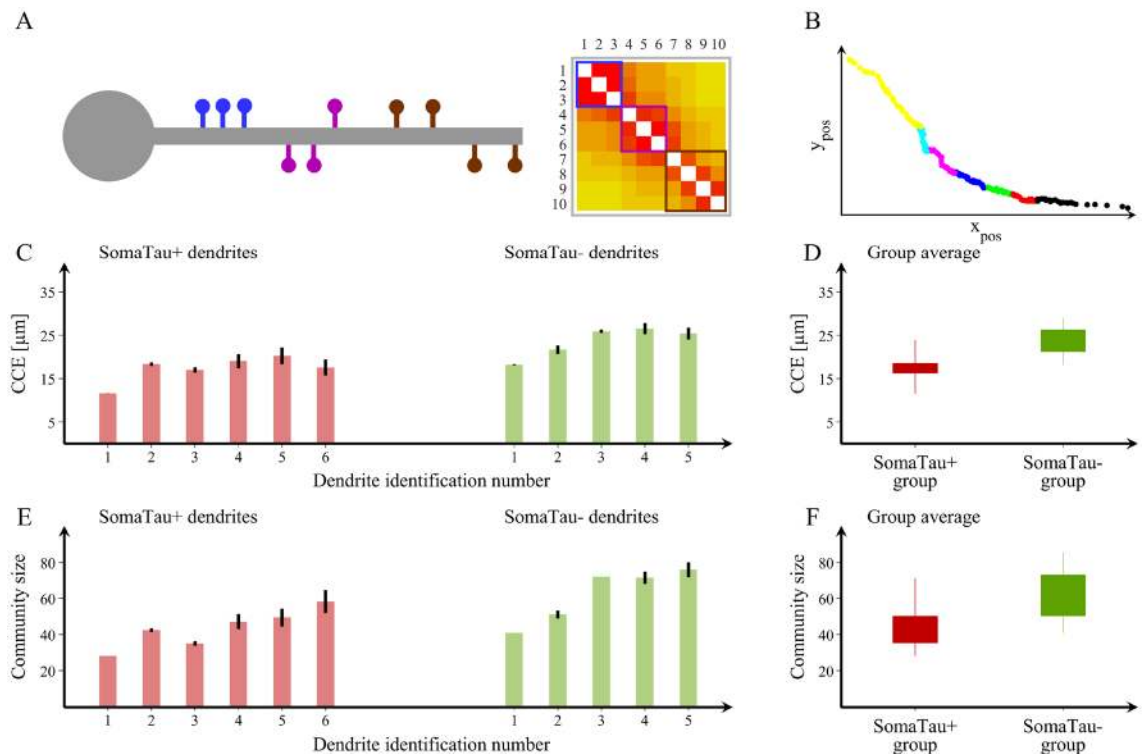 A
1 2 3 4 5 6 7 8 9 10
1
2
3
4
5
6
7
8
9
10
B
y_pos
x_pos
C
SomaTau+ dendrites
SomaTau- dendrites
CCE [µm]
35
25
15
5
1 2 3 4 5 6
1 2 3 4 5
Dendrite identification number
D
Group average
CCE [µm]
35
25
15
5
SomaTau+
group
SomaTau-
group
E
SomaTau+ dendrites
SomaTau- dendrites
Community size
80
60
40
20
1 2 3 4 5 6
1 2 3 4 5
Dendrite identification number
F
Group average
Community size
80
60
40
20
SomaTau+
group
SomaTau-
group